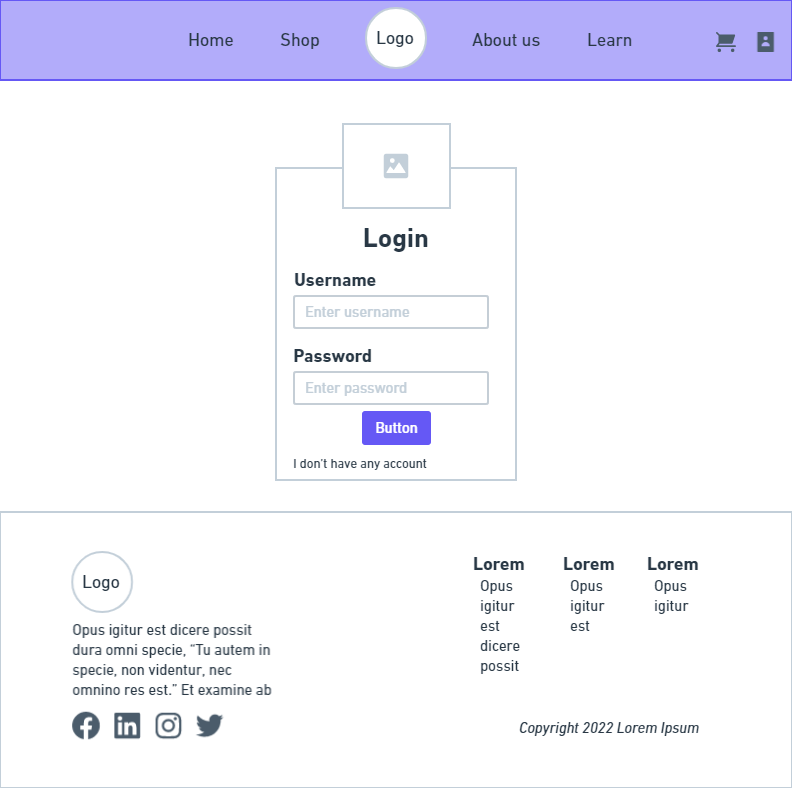 Home
Shop
Logo
About us
Learn
Login
Username
Enter username
Password
Enter password
Button
I don't have any account
Logo
Opus igitur est dicere possit
dura omni specie, “Tu autem in
specie, non videntur, nec
omnino res est.” Et examine ab
Lorem
Opus
igitur
est
dicere
possit
Lorem
Opus
igitur
est
Lorem
Opus
igitur
Copyright 2022 Lorem Ipsum